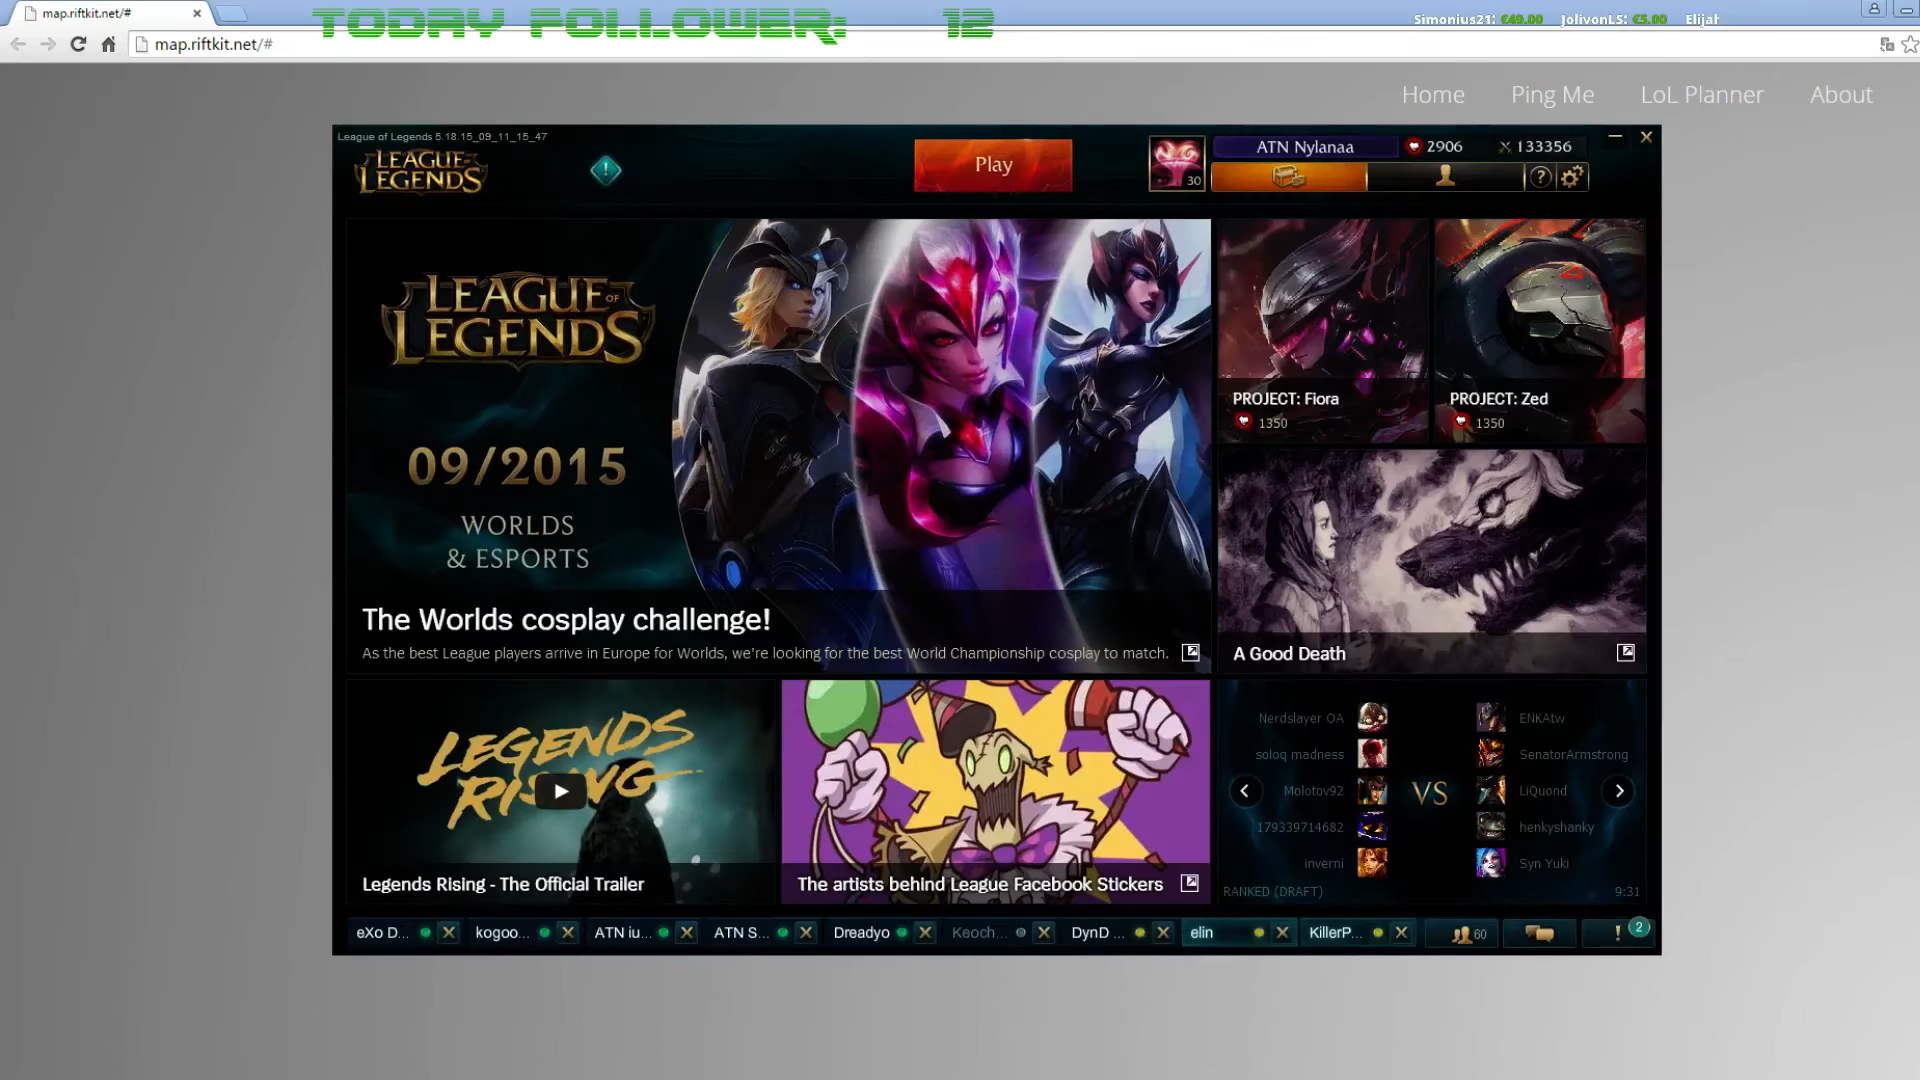 map.riftkit.net/#
TODAY FOLLOWER: 12
Simonius21: €49.00 JolivonLS: €5.00 Elijah
map.riftkit.net/#
Home Ping Me LoL Planner About
League of Legends 5.18.15_09_11_15_47
LEAGUE OF LEGENDS
!
Play
30
ATN Nylanaa
2906
133356
?
LEAGUE OF
LEGENDS
09/2015
WORLDS
& ESPORTS
The Worlds cosplay challenge!
As the best League players arrive in Europe for Worlds, we're looking for the best World Championship cosplay to match.
PROJECT: Fiora
1350
PROJECT: Zed
1350
A Good Death
LEGENDS
RISING
Legends Rising - The Official Trailer
The artists behind League Facebook Stickers
Nerdslayer OA ENKAtw
soloq madness SenatorArmstrong
Molotov92 VS LiQuond
179339714682 henkyshanky
inverni Syn Yuki
RANKED (DRAFT) 9:31
eXo D... kogoo... ATN iu... ATN S... Dreadyo Keoch... DynD ... elin KillerP... 60 ! 2